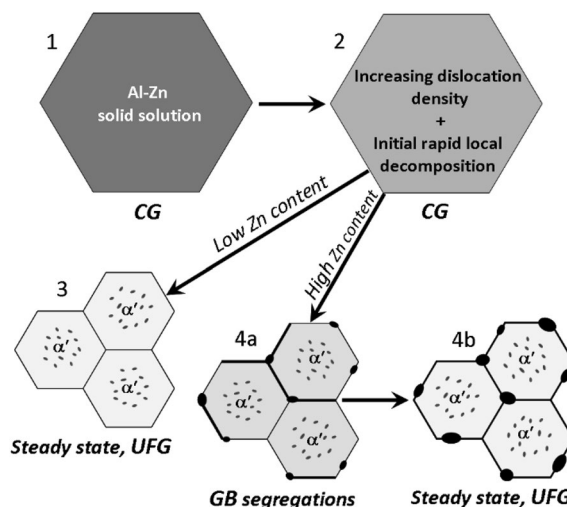 1
Al-Zn
solid solution
CG
2
Increasing dislocation
density
+
Initial rapid local
decomposition
CG
Low Zn content
High Zn content
3
α′
α′
α′
Steady state, UFG
4a
α′
α′
α′
GB segregations
4b
α′
α′
α′
Steady state, UFG